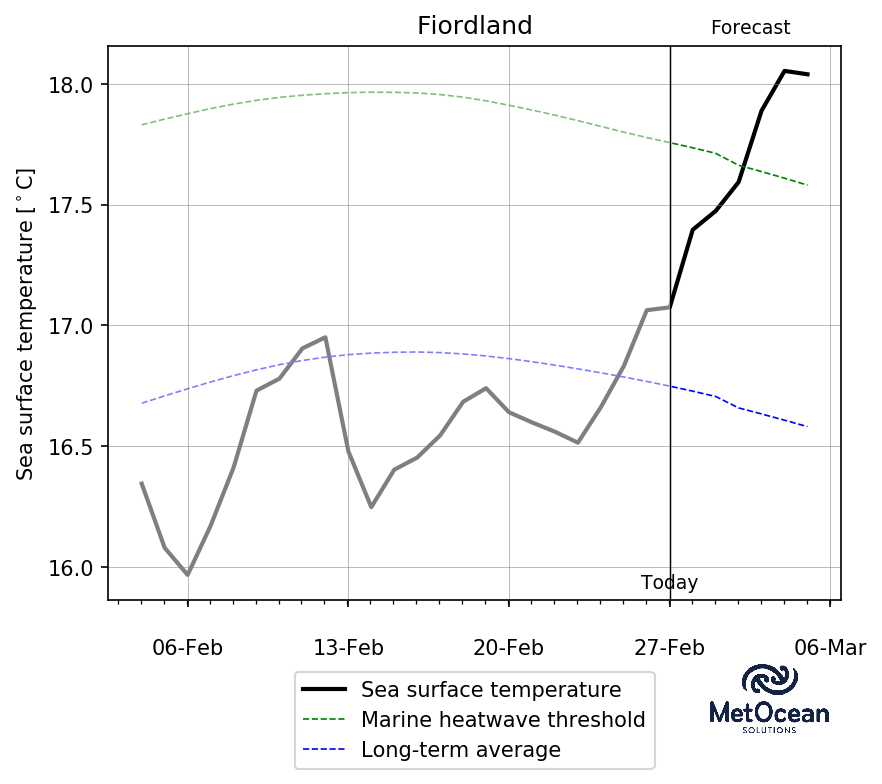 Fiordland
Forecast
Sea surface temperature [°C]
18.0
17.5
17.0
16.5
16.0
Today
06-Feb
13-Feb
20-Feb
27-Feb
06-Mar
Sea surface temperature
Marine heatwave threshold
Long-term average
MetOcean
SOLUTIONS